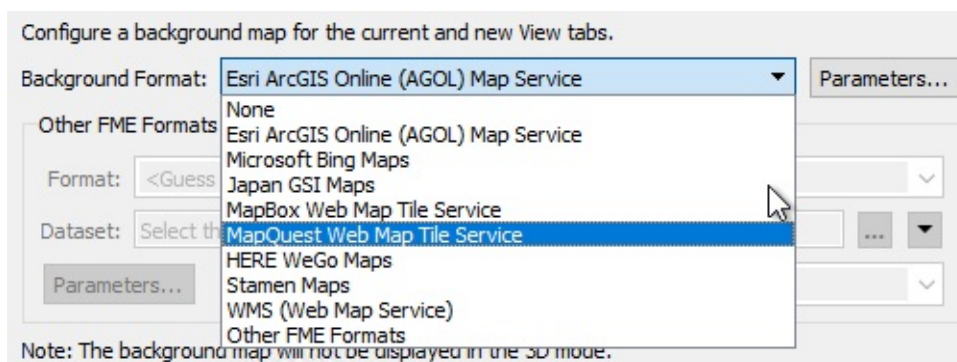 Configure a background map for the current and new View tabs.
Background Format: Esri ArcGIS Online (AGOL) Map Service Parameters...
None
Other FME Formats
Esri ArcGIS Online (AGOL) Map Service
Microsoft Bing Maps
Format: <Guess
Japan GSI Maps
MapBox Web Map Tile Service
Dataset: Select th
MapQuest Web Map Tile Service
...
HERE WeGo Maps
Parameters...
Stamen Maps
WMS (Web Map Service)
Other FME Formats
Note: The background map will not be displayed in the 3D mode.